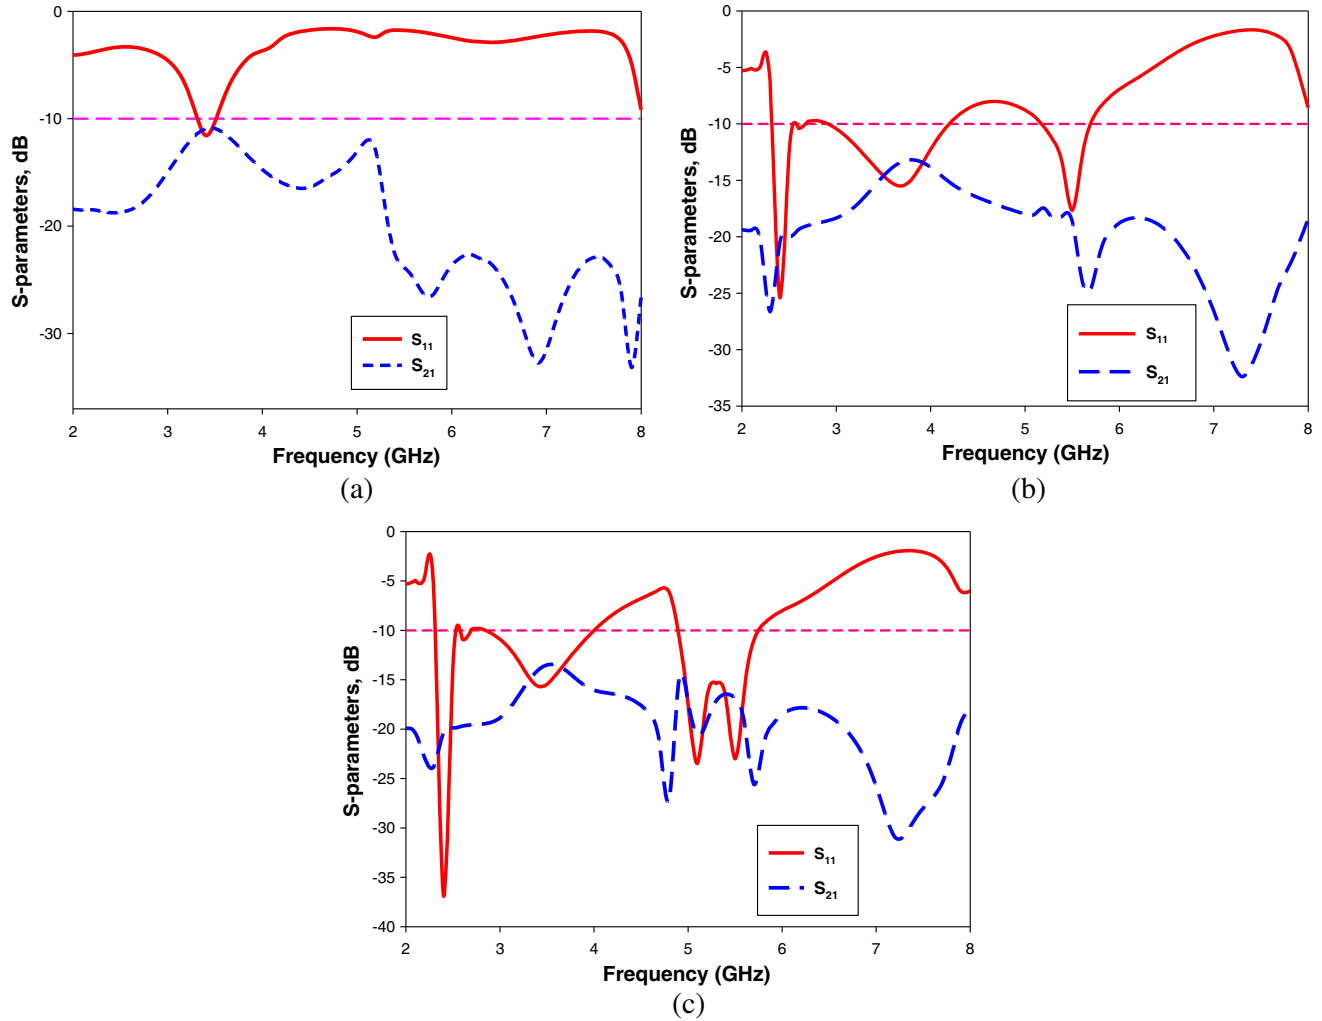 0
-10
-20
-30
S-parameters, dB
S11
S21
2 3 4 5 6 7 8
Frequency (GHz)
(a)
0
-5
-10
-15
-20
-25
-30
-35
S-parameters, dB
S11
S21
2 3 4 5 6 7 8
Frequency (GHz)
(b)
0
-5
-10
-15
-20
-25
-30
-35
-40
S-parameters, dB
S11
S21
2 3 4 5 6 7 8
Frequency (GHz)
(c)